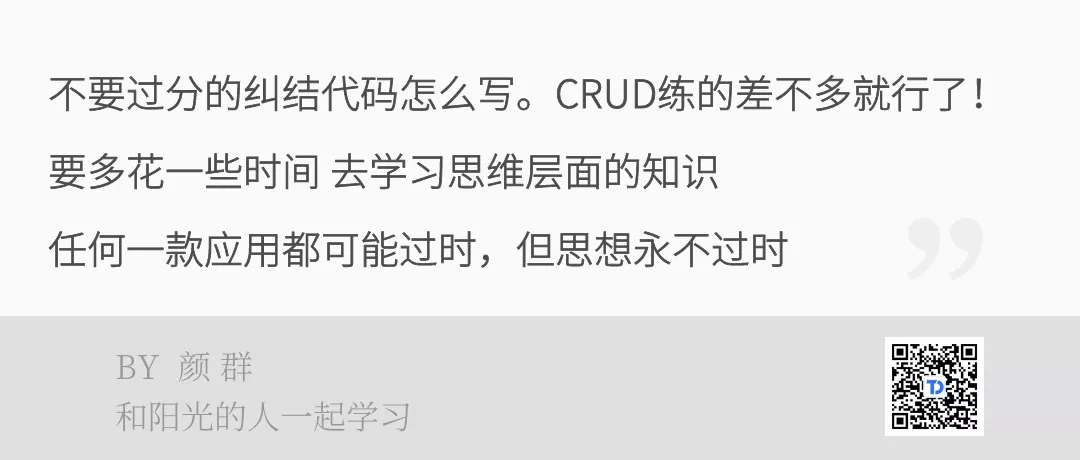 不要过分的纠结代码怎么写。CRUD练的差不多就行了！
要多花一些时间 去学习思维层面的知识
任何一款应用都可能过时，但思想永不过时
”
BY 颜 群
和阳光的人一起学习
TD